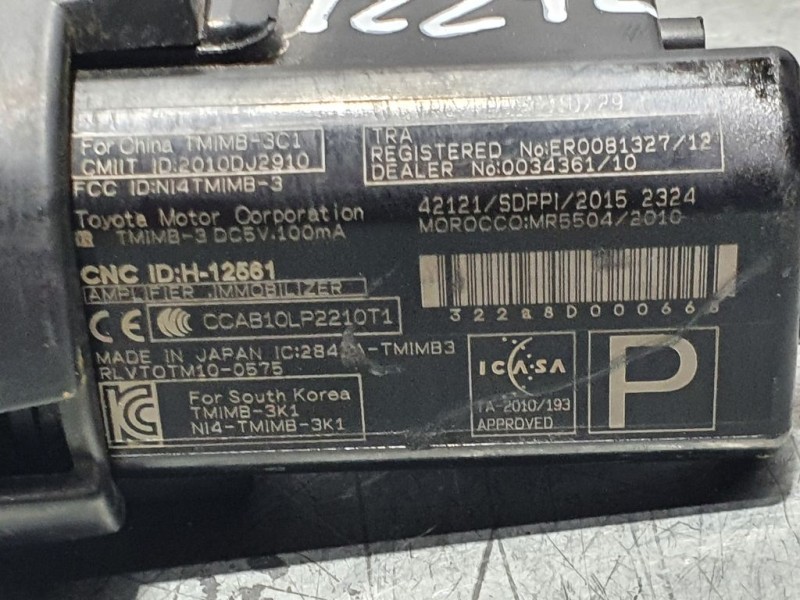 For China TMIMB-3C1
CMIIT ID:2010DJ2910
FCC ID:NI4TMIMB-3
Toyota Motor Corporation
TMIMB-3 DC5V.100mA
CNC ID:H-12561
AMPLIFIER IMMOBILIZER
CE CCC CCAB10LP2210T1
MADE IN JAPAN
RLVTOTM10-0575
KC
For South Korea
TMIMB-3K1
NI4-TMIMB-3K1
TRA
REGISTERED No:ER0081327/12
DEALER No:0034361/10
42121/SDPPI/2015 2324
MOROCCO:MR5504/2010
ICASA
TA-2010/193
APPROVED
P